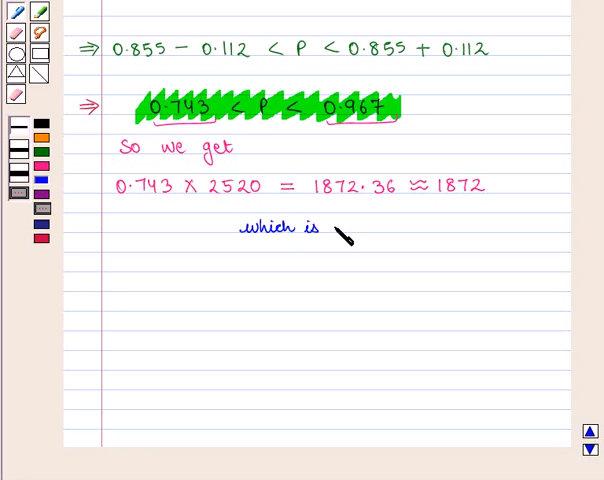 ⇒ 0.855 - 0.112 < P < 0.855 + 0.112
⇒ 0.743 < P < 0.967
So we get
0.743 × 2520 = 1872.36 ≈ 1872
which is